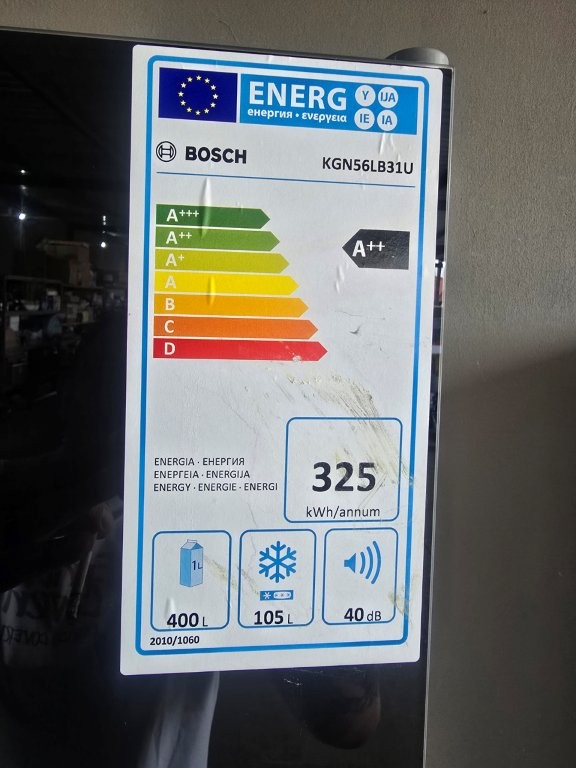 ENERG Y IJA
енергия · ενεργεια IE IA
BOSCH KGN56LB31U
A+++
A++
A++
A+
A
B
C
D
ENERGIA · ЕНЕРГИЯ
ΕΝΕΡΓΕΙΑ · ENERGIJA
ENERGY · ENERGIE · ENERGI
325
kWh/annum
1L
400 L
105 L
40 dB
2010/1060